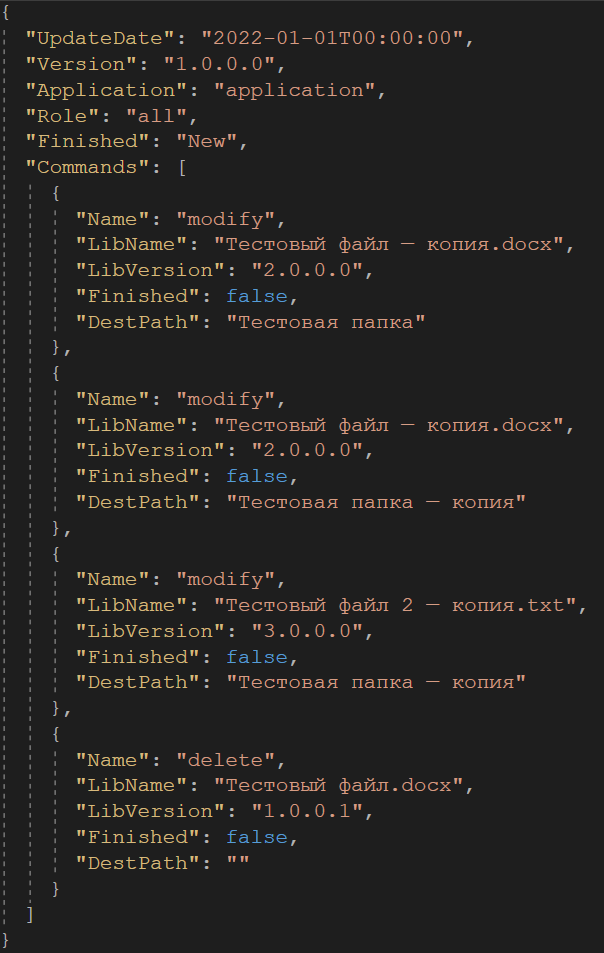 {
"UpdateDate": "2022-01-01T00:00:00",
"Version": "1.0.0.0",
"Application": "application",
"Role": "all",
"Finished": "New",
"Commands": [
{
"Name": "modify",
"LibName": "Тестовый файл — копия.docx",
"LibVersion": "2.0.0.0",
"Finished": false,
"DestPath": "Тестовая папка"
},
{
"Name": "modify",
"LibName": "Тестовый файл — копия.docx",
"LibVersion": "2.0.0.0",
"Finished": false,
"DestPath": "Тестовая папка — копия"
},
{
"Name": "modify",
"LibName": "Тестовый файл 2 — копия.txt",
"LibVersion": "3.0.0.0",
"Finished": false,
"DestPath": "Тестовая папка — копия"
},
{
"Name": "delete",
"LibName": "Тестовый файл.docx",
"LibVersion": "1.0.0.1",
"Finished": false,
"DestPath": ""
}
]
}